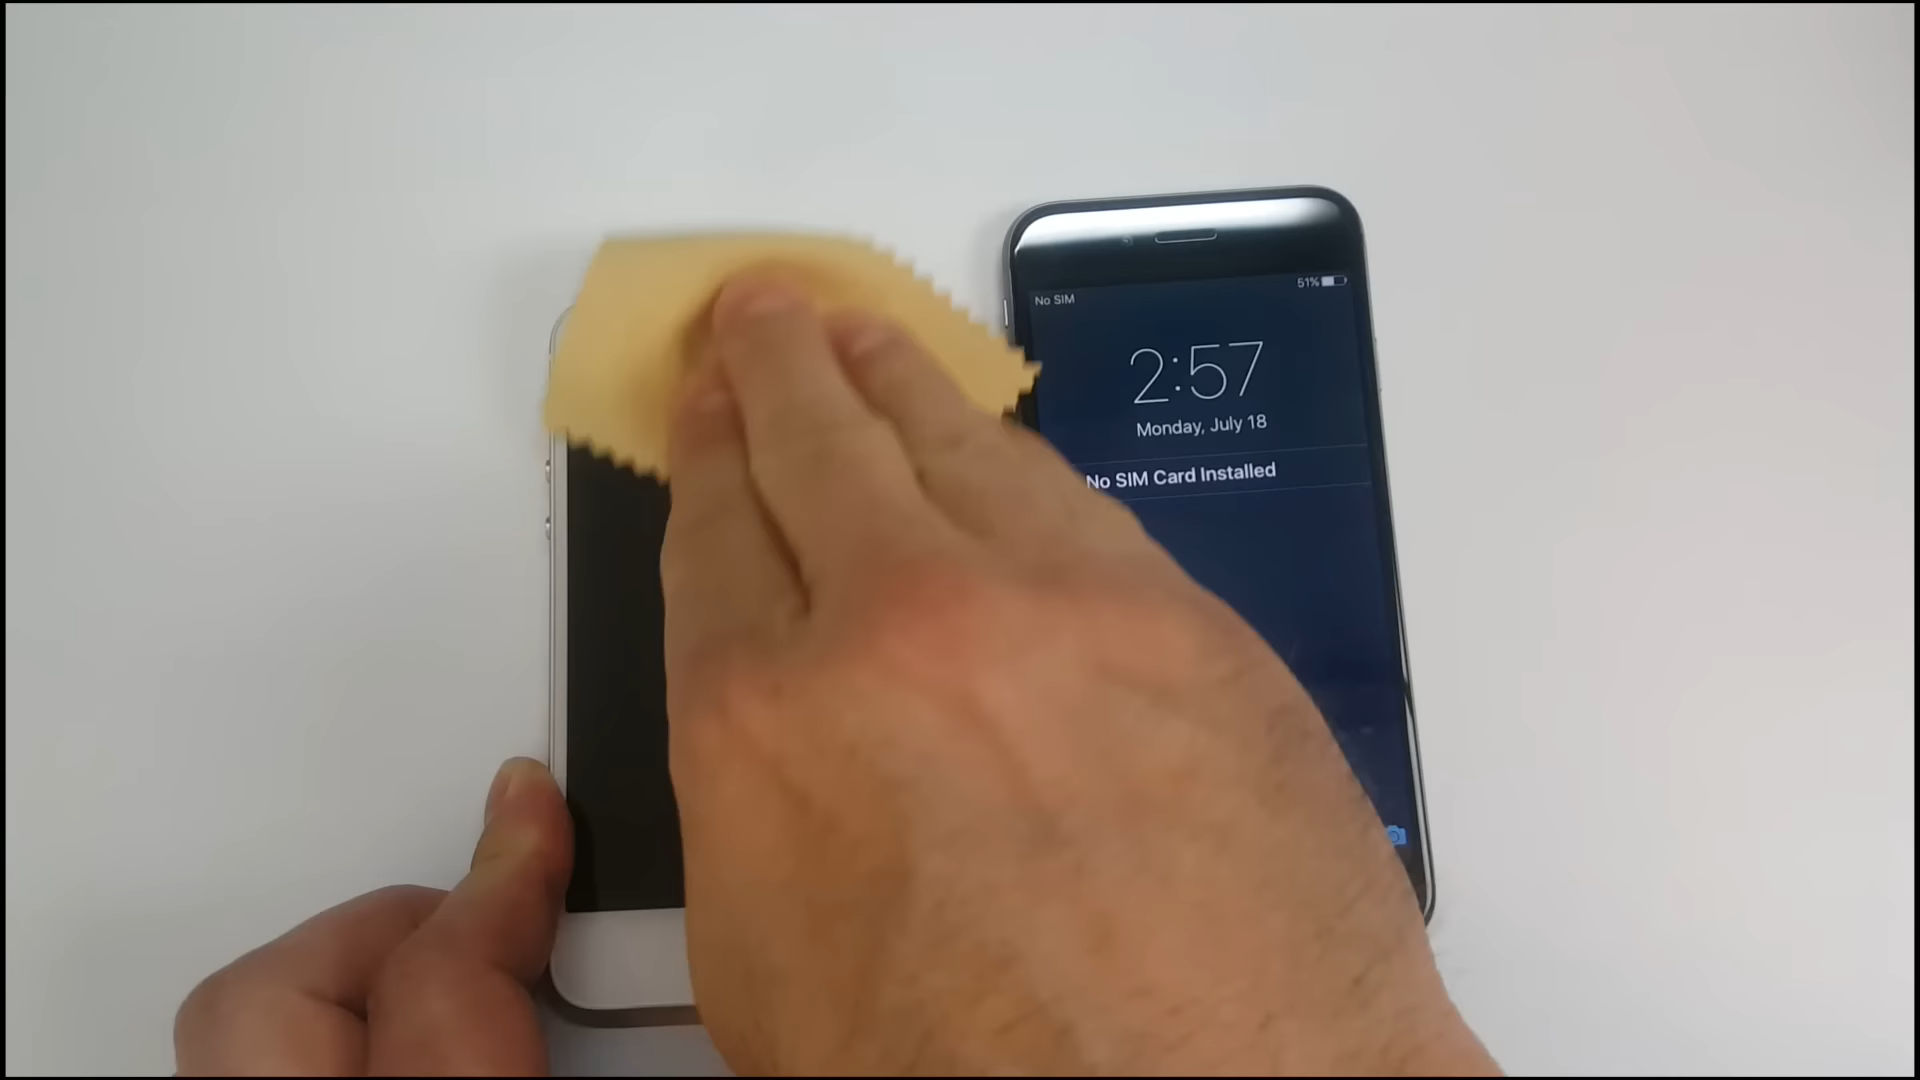 No SIM
51%
2:57
Monday, July 18
No SIM Card Installed